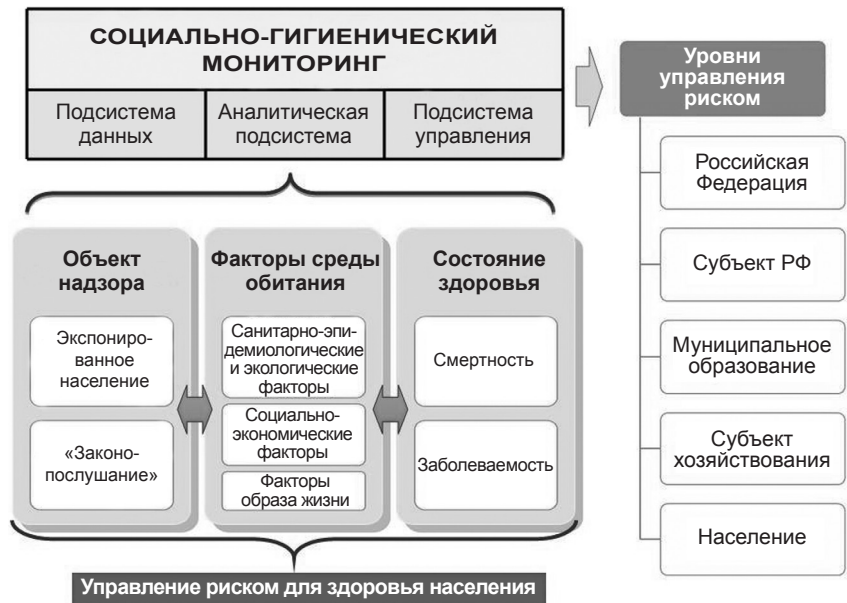 СОЦИАЛЬНО-ГИГИЕНИЧЕСКИЙ
МОНИТОРИНГ
Подсистема
данных
Аналитическая
подсистема
Подсистема
управления
Объект
надзора
Экспониро-
ванное
население
«Законо-
послушание»
Факторы среды
обитания
Санитарно-эпи-
демиологические
и экологические
факторы
Социально-
экономические
факторы
Факторы
образа жизни
Состояние
здоровья
Смертность
Заболеваемость
Управление риском для здоровья населения
Уровни
управления
риском
Российская
Федерация
Субъект РФ
Муниципальное
образование
Субъект
хозяйствования
Население